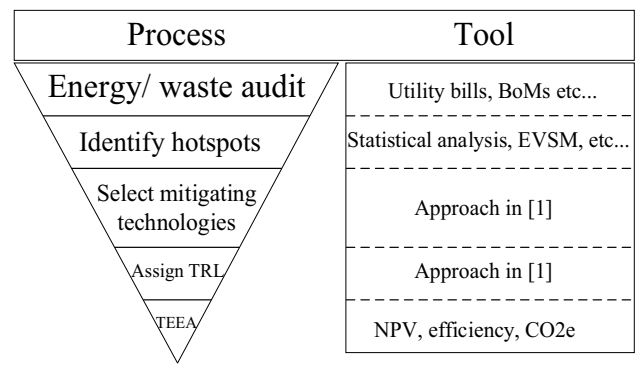 Process Tool
Energy/ waste audit
Utility bills, BoMs etc...
Identify hotspots
Statistical analysis, EVSM, etc...
Select mitigating
technologies
Approach in [1]
Assign TRL
Approach in [1]
TEEA
NPV, efficiency, CO2e